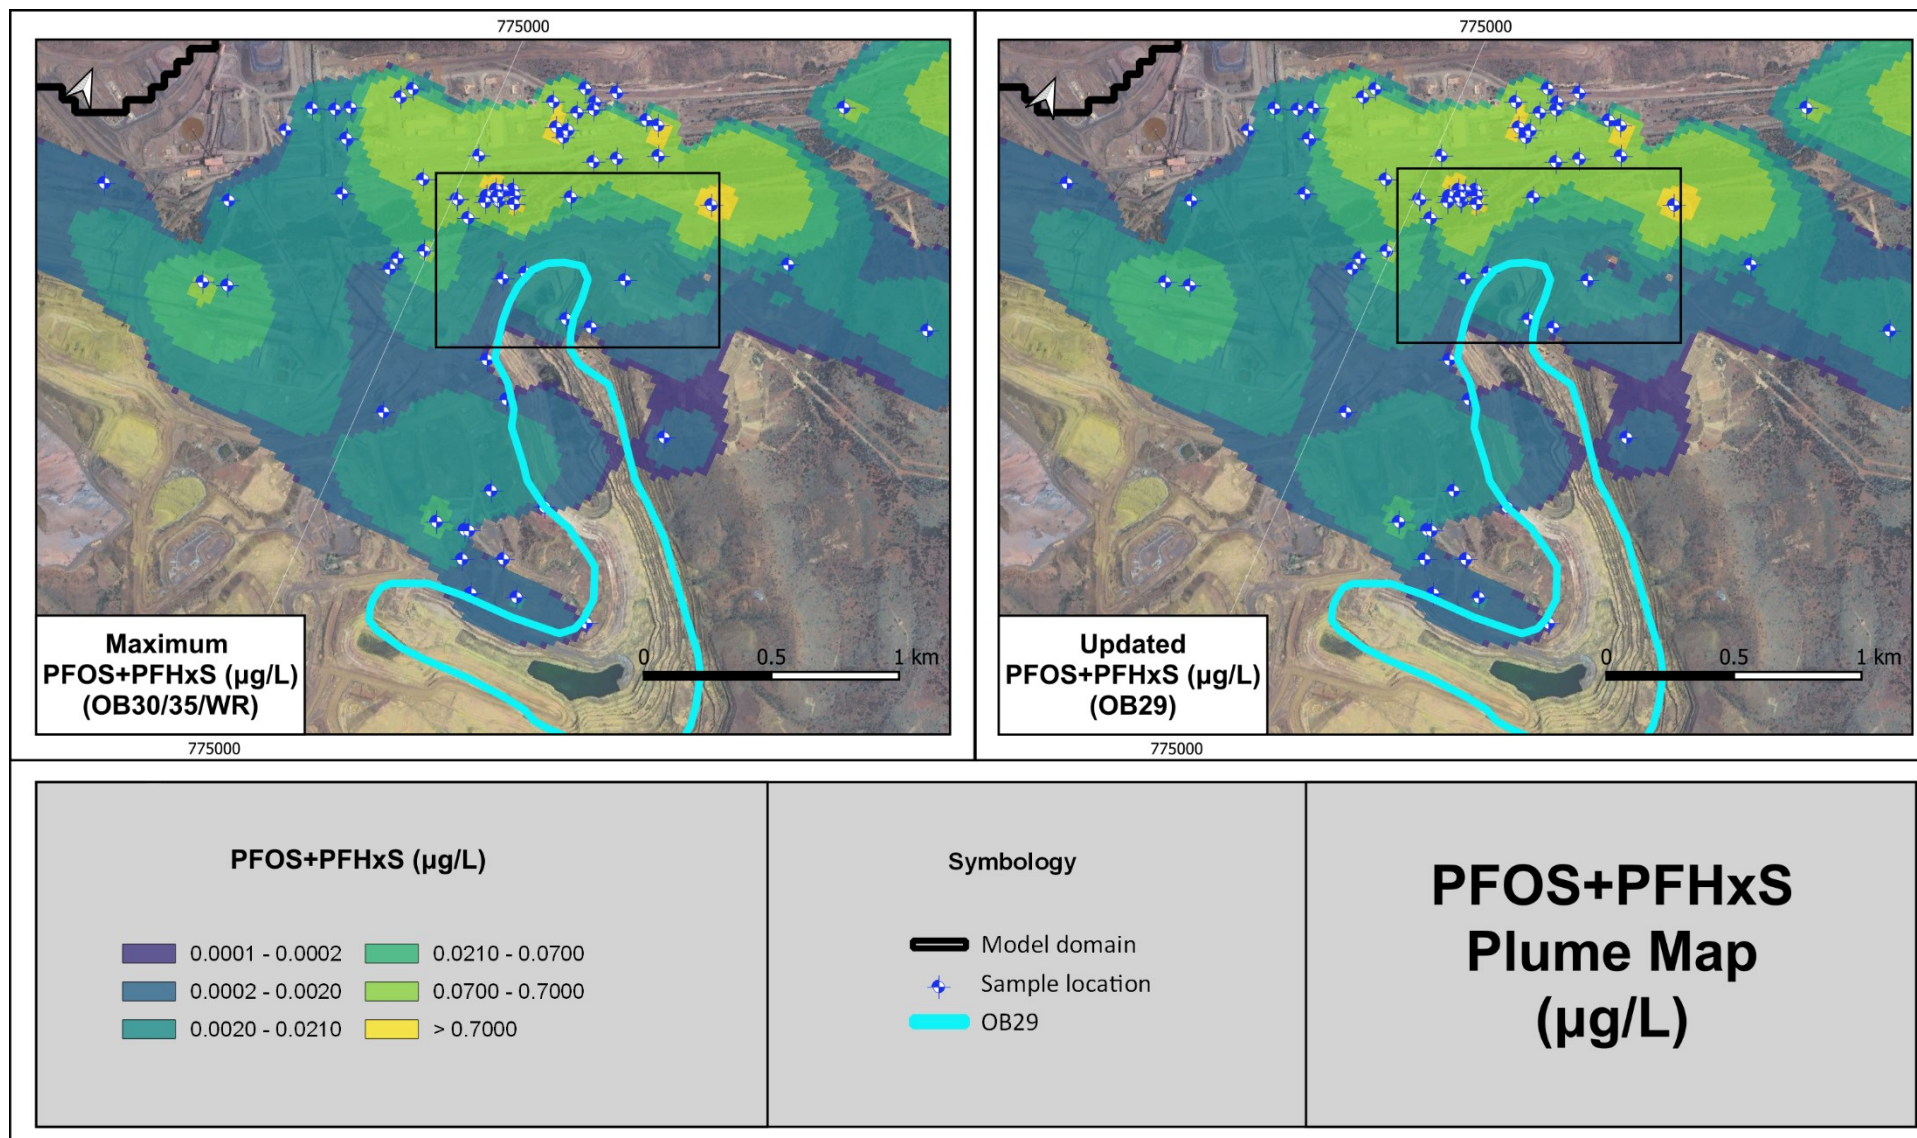 775000
775000
Maximum
PFOS+PFHxS (µg/L)
(OB30/35/WR)
0 0.5 1 km
Updated
PFOS+PFHxS (µg/L)
(OB29)
0 0.5 1 km
775000
775000
PFOS+PFHxS (µg/L)
0.0001 - 0.0002
0.0002 - 0.0020
0.0020 - 0.0210
0.0210 - 0.0700
0.0700 - 0.7000
> 0.7000
Symbology
Model domain
Sample location
OB29
PFOS+PFHxS
Plume Map
(µg/L)